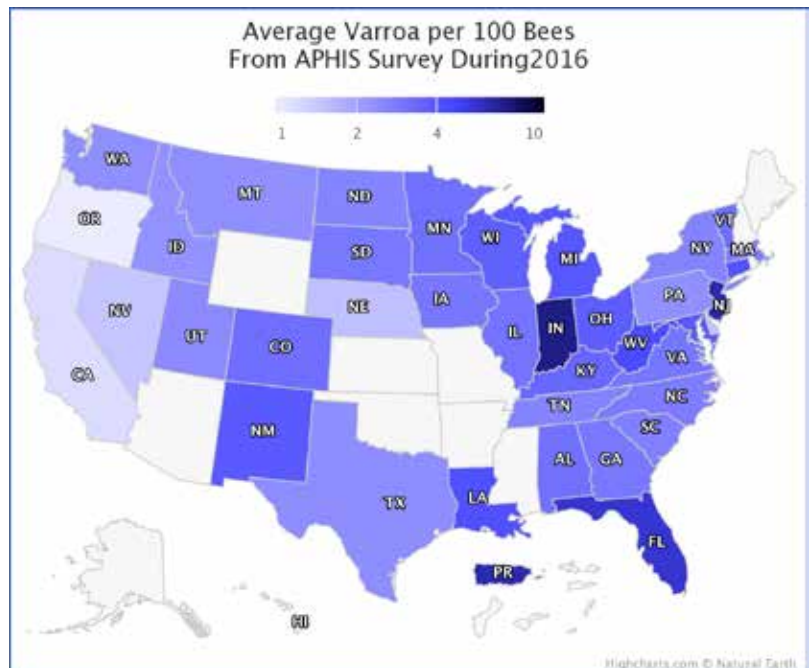 Average Varroa per 100 Bees
From APHIS Survey During2016
1 2 4 10
WA
MT
ND
MN
VT
OR
ID
SD
WI
MI
NY
MA
NV
NE
IA
PA
NJ
UT
CO
IL
IN
OH
WV
VA
CA
KY
NM
TN
NC
SC
AL
GA
TX
LA
FL
PR
HI
Highcharts.com © Natural Earth